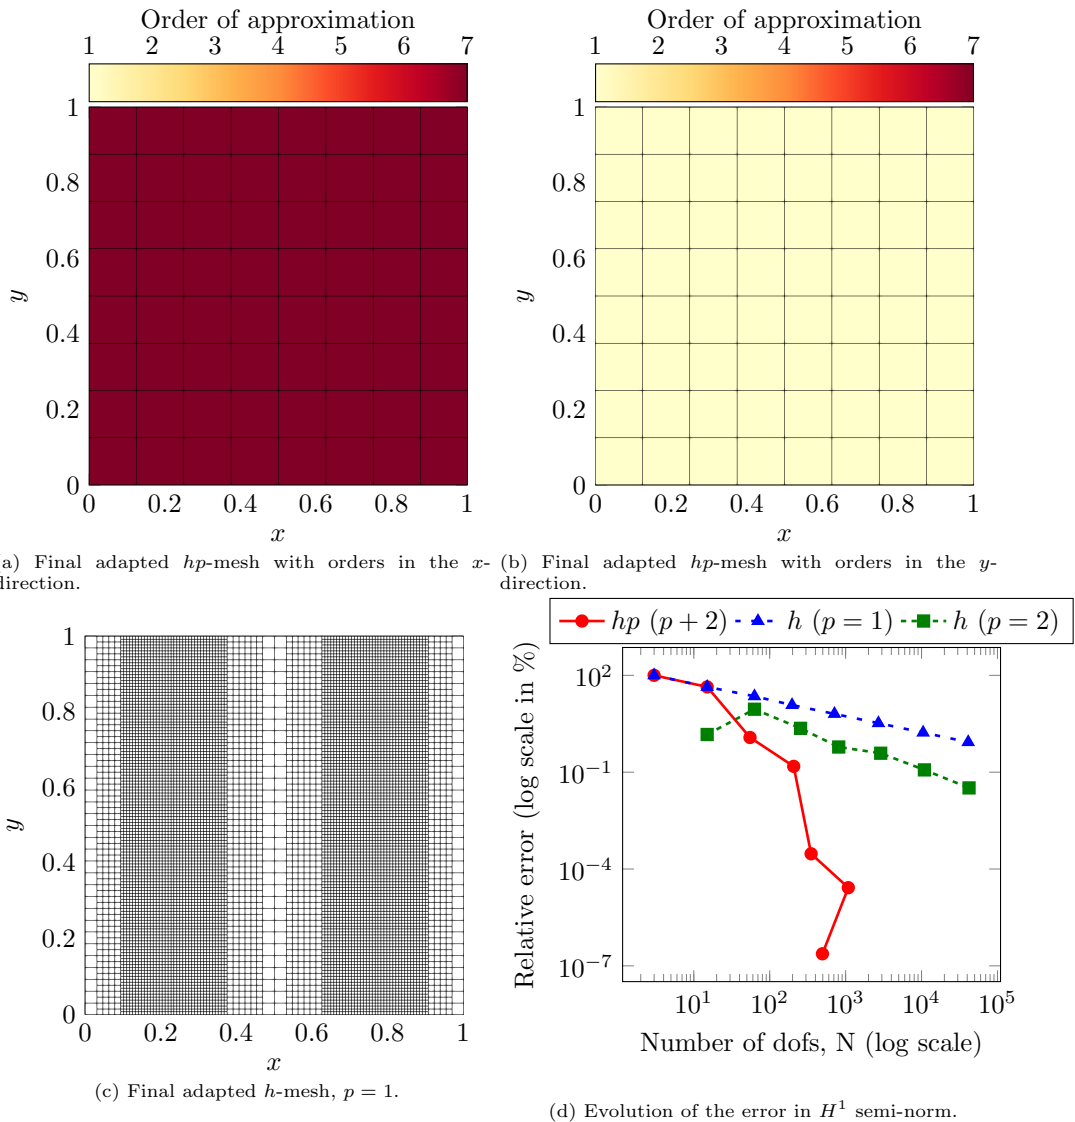 Order of approximation Order of approximation
1 2 3 4 5 6 7 1 2 3 4 5 6 7
1 1
0.8 0.8
0.6 0.6
0.4 0.4
0.2 0.2
0 0
y y
0 0.2 0.4 0.6 0.8 1 0 0.2 0.4 0.6 0.8 1
x x
(a) Final adapted hp-mesh with orders in the x-
direction.
(b) Final adapted hp-mesh with orders in the y-
direction.
1
0.8
0.6
0.4
0.2
0
y
0 0.2 0.4 0.6 0.8 1
x
(c) Final adapted h-mesh, p = 1.
hp (p + 2) h (p = 1) h (p = 2)
Relative error (log scale in %)
10^2
10^−1
10^−4
10^−7
10^1 10^2 10^3 10^4 10^5
Number of dofs, N (log scale)
(d) Evolution of the error in H^1 semi-norm.